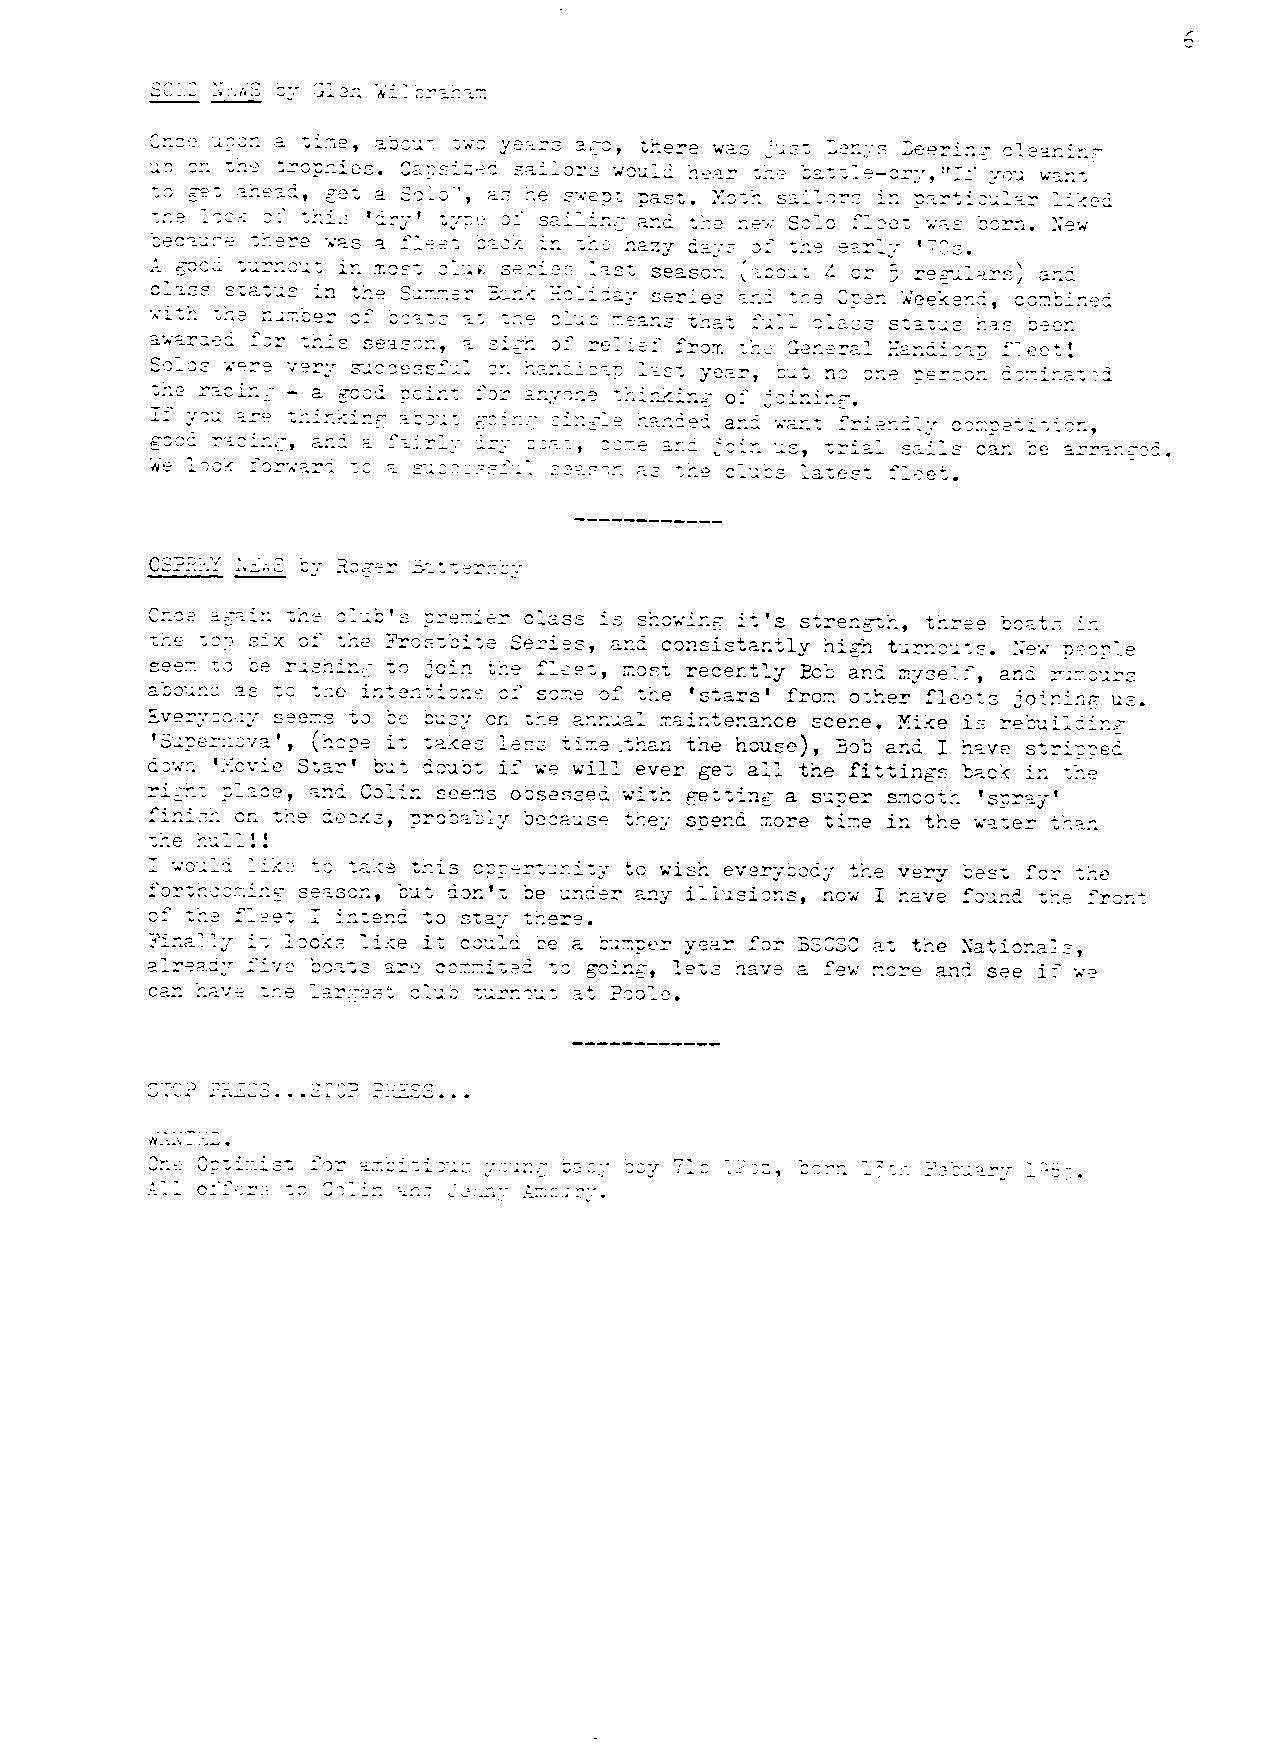 6
SOLO NEWS by Glen Wilbraham
Once upon a time, about two years ago, there was just Denys Deering cleaning
up on the trophies. Capsized sailors would hear the battle-cry,"If you want
to get ahead, get a Solo", as he swept past. Moth sailors in particular liked
the look of this 'dry' type of sailing and the new Solo fleet was born. New
because there was a fleet back in the hazy days of the early '70s.
A good turnout in most club series last season (about 4 or 5 regulars) and
class status in the Summer Bank Holiday series and the Open Weekend, combined
with the number of boats at the club means that full class status has been
awarded for this season, a sigh of relief from the General Handicap fleet!
Solos were very successful on handicap last year, but no one person dominated
the racing - a good point for anyone thinking of joining.
If you are thinking about going single handed and want friendly competition,
good racing, and a fairly dry boat, come and join us, trial sails can be arranged.
We look forward to a successful season as the clubs latest fleet.
------------
OSPREY NEWS by Roger
Once again the club's premier class is showing it's strength, three boats in
the top six of the Frostbite Series, and consistantly high turnouts. New people
seem to be rushing to join the fleet, most recently Bob and myself, and rumours
abound as to the intentions of some of the 'stars' from other fleets joining us.
Everybody seems to be busy on the annual maintenance scene. Mike is rebuilding
'Supernova', (hope it takes less time than the house), Bob and I have stripped
down 'Movie Star' but doubt if we will ever get all the fittings back in the
right place, and Colin seems obsessed with getting a super smooth 'spray'
finish on the decks, probably because they spend more time in the water than
the hull!!
I would like to take this oppertunity to wish everybody the very best for the
forthcoming season, but don't be under any illusions, now I have found the front
of the fleet I intend to stay there.
Finally it looks like it could be a bumper year for BSCSC at the Nationals,
already five boats are commited to going, lets have a few more and see if we
can have the largest club turnout at Poole.
------------
STOP PRESS...STOP PRESS...
WANTED.
One Optimist for ambitious young baby boy 7lb, born Febuary
All offers to Colin and Jenny